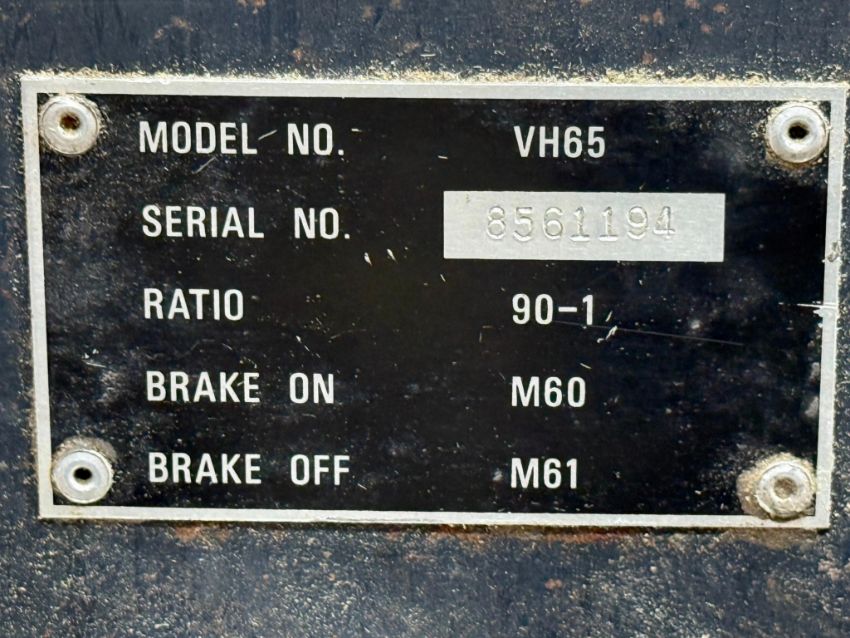 MODEL NO. VH65
SERIAL NO. 8561194
RATIO 90-1
BRAKE ON M60
BRAKE OFF M61